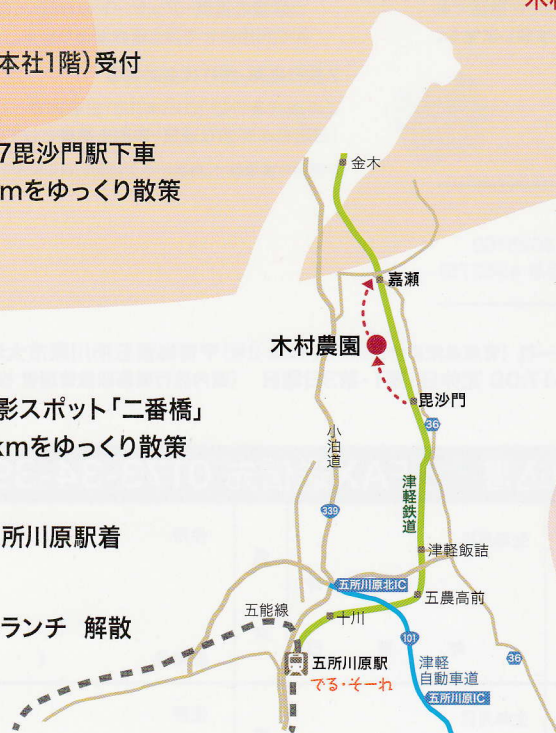 本社1階）受付
7毘沙門駅下車
mをゆっくり散策
影スポット「二番橋」
kmをゆっくり散策
所川原駅着
ランチ 解散
金木
嘉瀬
木村農園
毘沙門
36
小泊道
津軽鉄道
339
津軽飯詰
五所川原北IC
五農高前
五能線
十川
101
36
五所川原駅
でる・そーれ
津軽
自動車道
五所川原IC